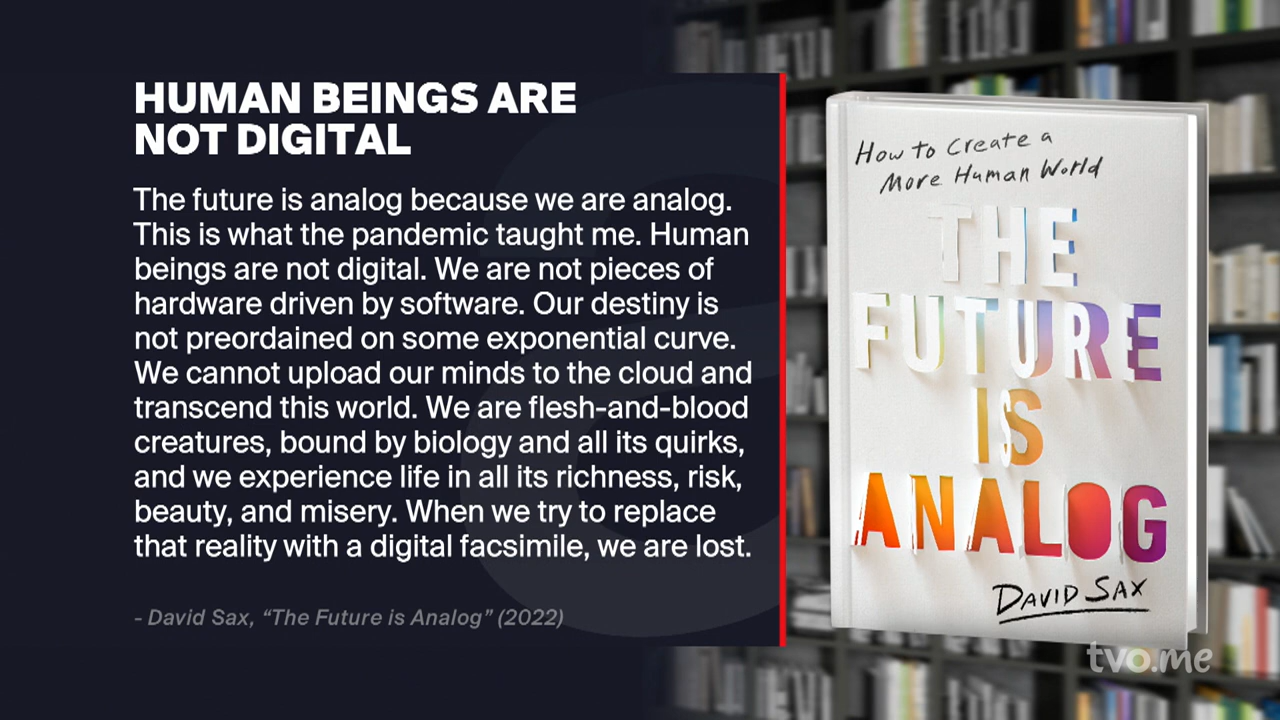 HUMAN BEINGS ARE
NOT DIGITAL
The future is analog because we are analog.
This is what the pandemic taught me. Human
beings are not digital. We are not pieces of
hardware driven by software. Our destiny is
not preordained on some exponential curve.
We cannot upload our minds to the cloud and
transcend this world. We are flesh-and-blood
creatures, bound by biology and all its quirks,
and we experience life in all its richness, risk,
beauty, and misery. When we try to replace
that reality with a digital facsimile, we are lost.
- David Sax, “The Future is Analog” (2022)
How to Create a
More Human World
THE
FUTURE
IS
ANALOG
DAVID SAX
tvo.me